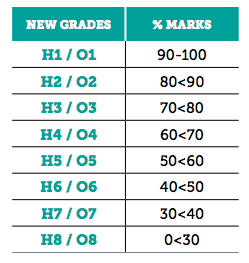 NEW GRADES % MARKS
H1 / O1 90-100
H2 / O2 80<90
H3 / O3 70<80
H4 / O4 60<70
H5 / O5 50<60
H6 / O6 40<50
H7 / O7 30<40
H8 / O8 0<30